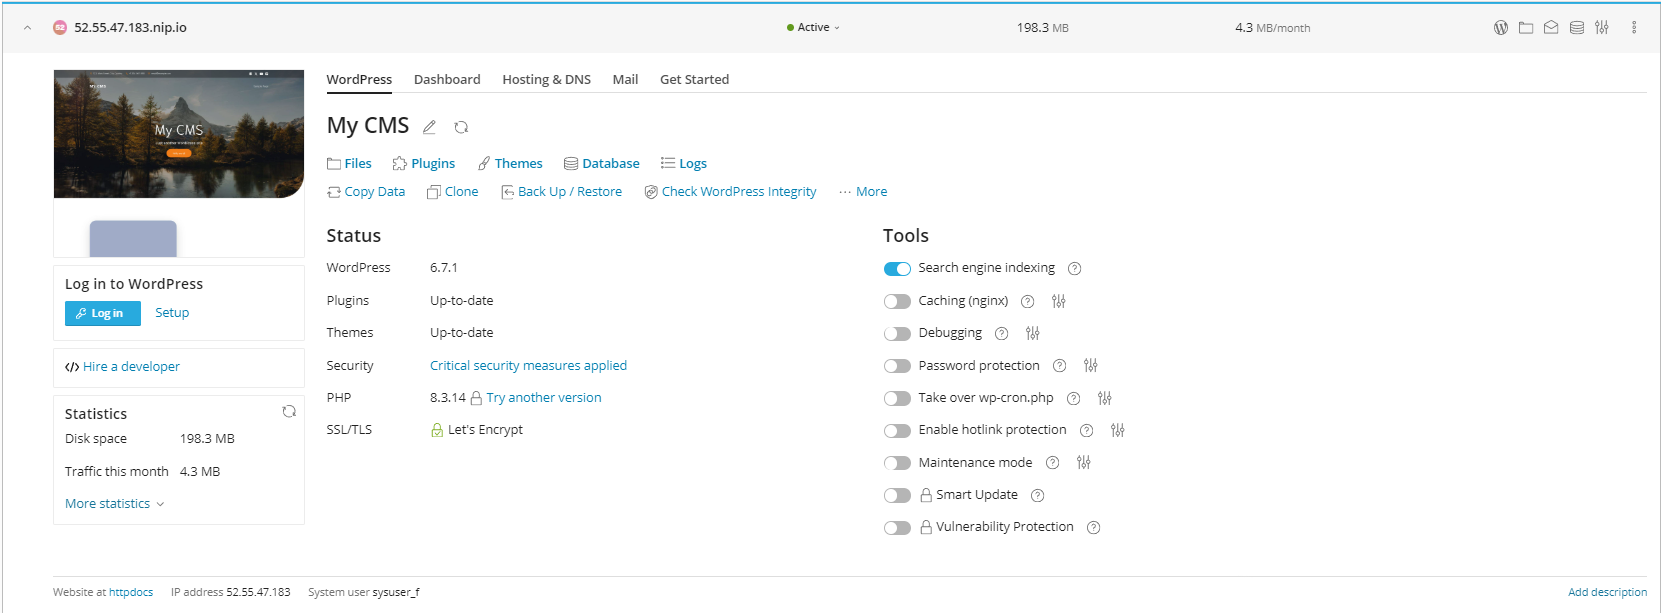 52 52.55.47.183.nip.io Active 198.3 MB 4.3 MB/month
WordPress Dashboard Hosting & DNS Mail Get Started
My CMS
My CMS
My CMS
Files Plugins Themes Database Logs
Copy Data Clone Back Up / Restore Check WordPress Integrity ··· More
Status
WordPress 6.7.1
Plugins Up-to-date
Themes Up-to-date
Security Critical security measures applied
PHP 8.3.14 Try another version
SSL/TLS Let's Encrypt
Tools
Search engine indexing ?
Caching (nginx) ?
Debugging ?
Password protection ?
Take over wp-cron.php ?
Enable hotlink protection ?
Maintenance mode ?
Smart Update ?
Vulnerability Protection ?
Log in to WordPress
Log in Setup
</> Hire a developer
Statistics
Disk space 198.3 MB
Traffic this month 4.3 MB
More statistics
Website at httpdocs IP address 52.55.47.183 System user sysuser_f Add description